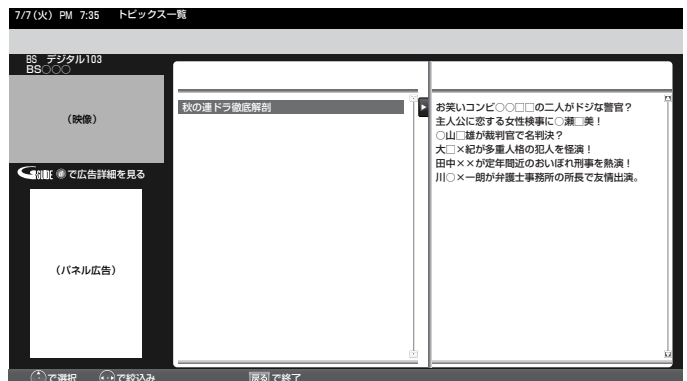 7/7(火) PM 7:35 トピックス一覧
BS デジタル103
BS○○○
(映像)
G GUIDE で広告詳細を見る
(パネル広告)
秋の連ドラ徹底解剖
お笑いコンビ○○□□の二人がドジな警官?
主人公に恋する女性検事に○瀬□美!
○山□雄が裁判官で名判決?
大□×紀が多重人格の犯人を怪演!
田中××が定年間近のおいぼれ刑事を熱演!
川○×一朗が弁護士事務所の所長で友情出演。
で選択 で絞込み 戻る で終了